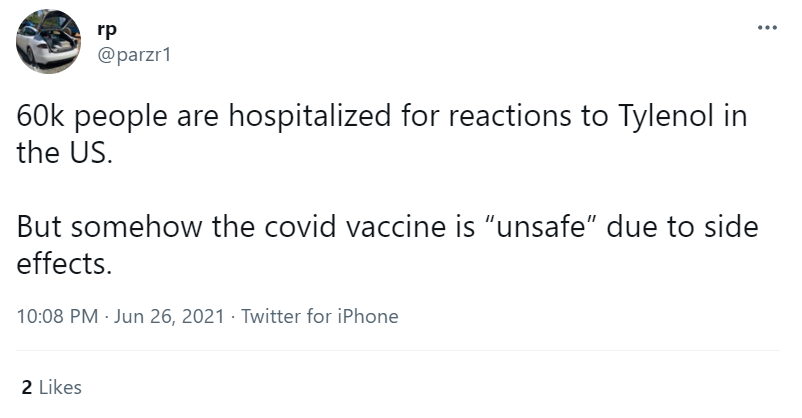 rp
@parzr1
60k people are hospitalized for reactions to Tylenol in
the US.
But somehow the covid vaccine is “unsafe” due to side
effects.
10:08 PM · Jun 26, 2021 · Twitter for iPhone
2 Likes